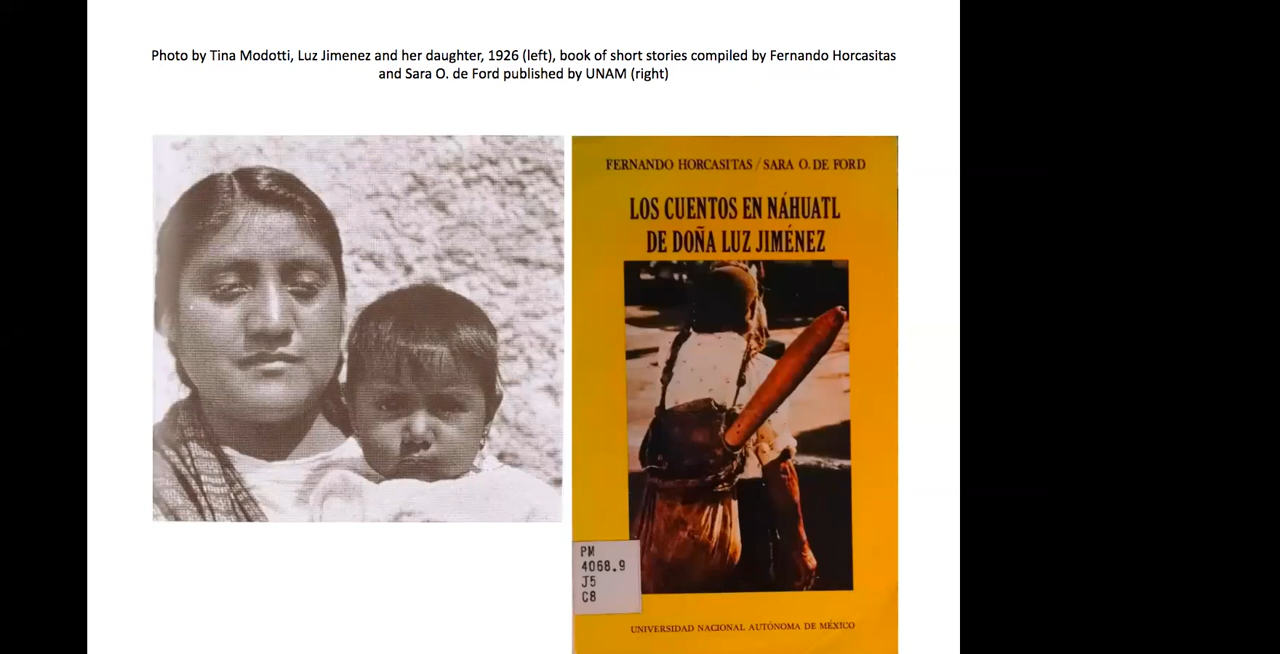 Photo by Tina Modotti, Luz Jimenez and her daughter, 1926 (left), book of short stories compiled by Fernando Horcasitas
and Sara O. de Ford published by UNAM (right)
FERNANDO HORCASITAS / SARA O. DE FORD
LOS CUENTOS EN NÁHUATL
DE DOÑA LUZ JIMÉNEZ
PM
4068.9
J5
C8
UNIVERSIDAD NACIONAL AUTÓNOMA DE MÉXICO